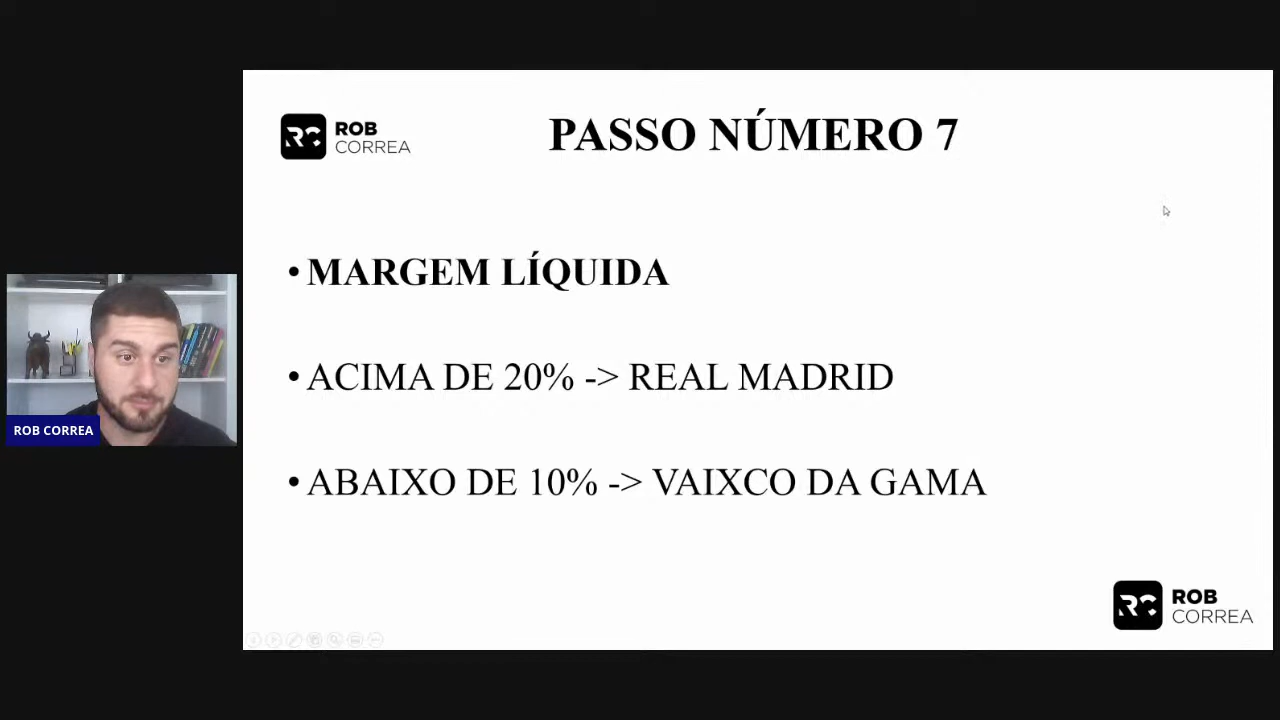 ROB
CORREA
PASSO NÚMERO 7
• MARGEM LÍQUIDA
• ACIMA DE 20% -> REAL MADRID
• ABAIXO DE 10% -> VAIXCO DA GAMA
ROB CORREA
ROB
CORREA